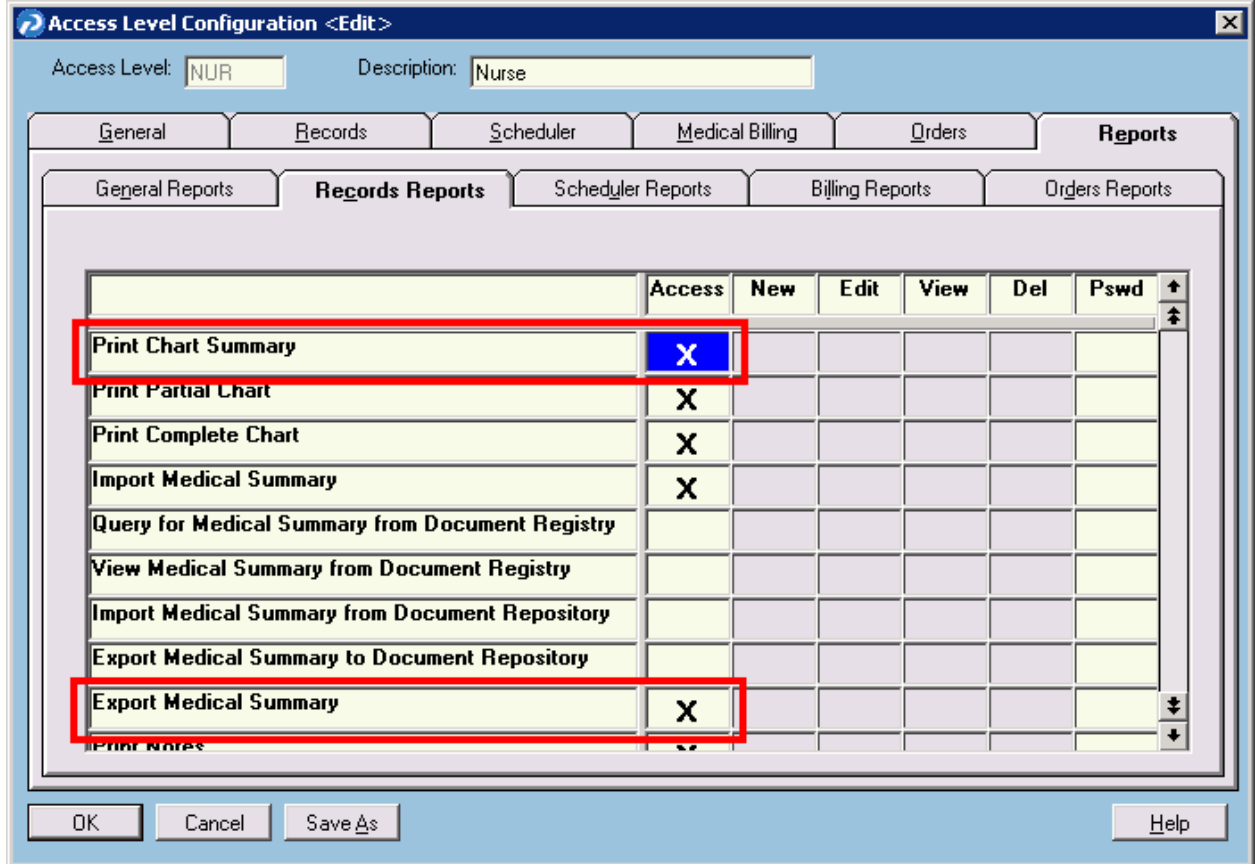 Access Level Configuration <Edit>
Access Level: NUR Description: Nurse
General Records Scheduler Medical Billing Orders Reports
General Reports Records Reports Scheduler Reports Billing Reports Orders Reports
Access New Edit View Del Pswd
Print Chart Summary X
Print Partial Chart X
Print Complete Chart X
Import Medical Summary X
Query for Medical Summary from Document Registry
View Medical Summary from Document Registry
Import Medical Summary from Document Repository
Export Medical Summary to Document Repository
Export Medical Summary X
Print Notes X
OK Cancel Save As Help